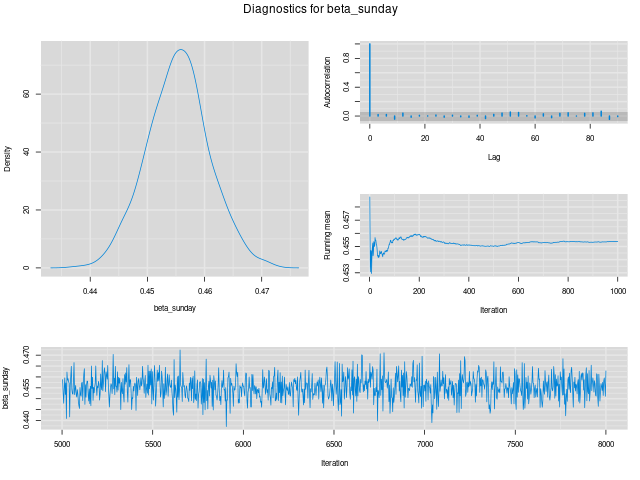 Diagnostics for beta_sunday
Density
0 20 40 60
0.44 0.45 0.46 0.47
beta_sunday
Autocorrelation
0.0 0.4 0.8
0 20 40 60 80
Lag
Running mean
0.453 0.455 0.457
0 200 400 600 800 1000
Iteration
beta_sunday
0.440 0.455 0.470
5000 5500 6000 6500 7000 7500 8000
Iteration